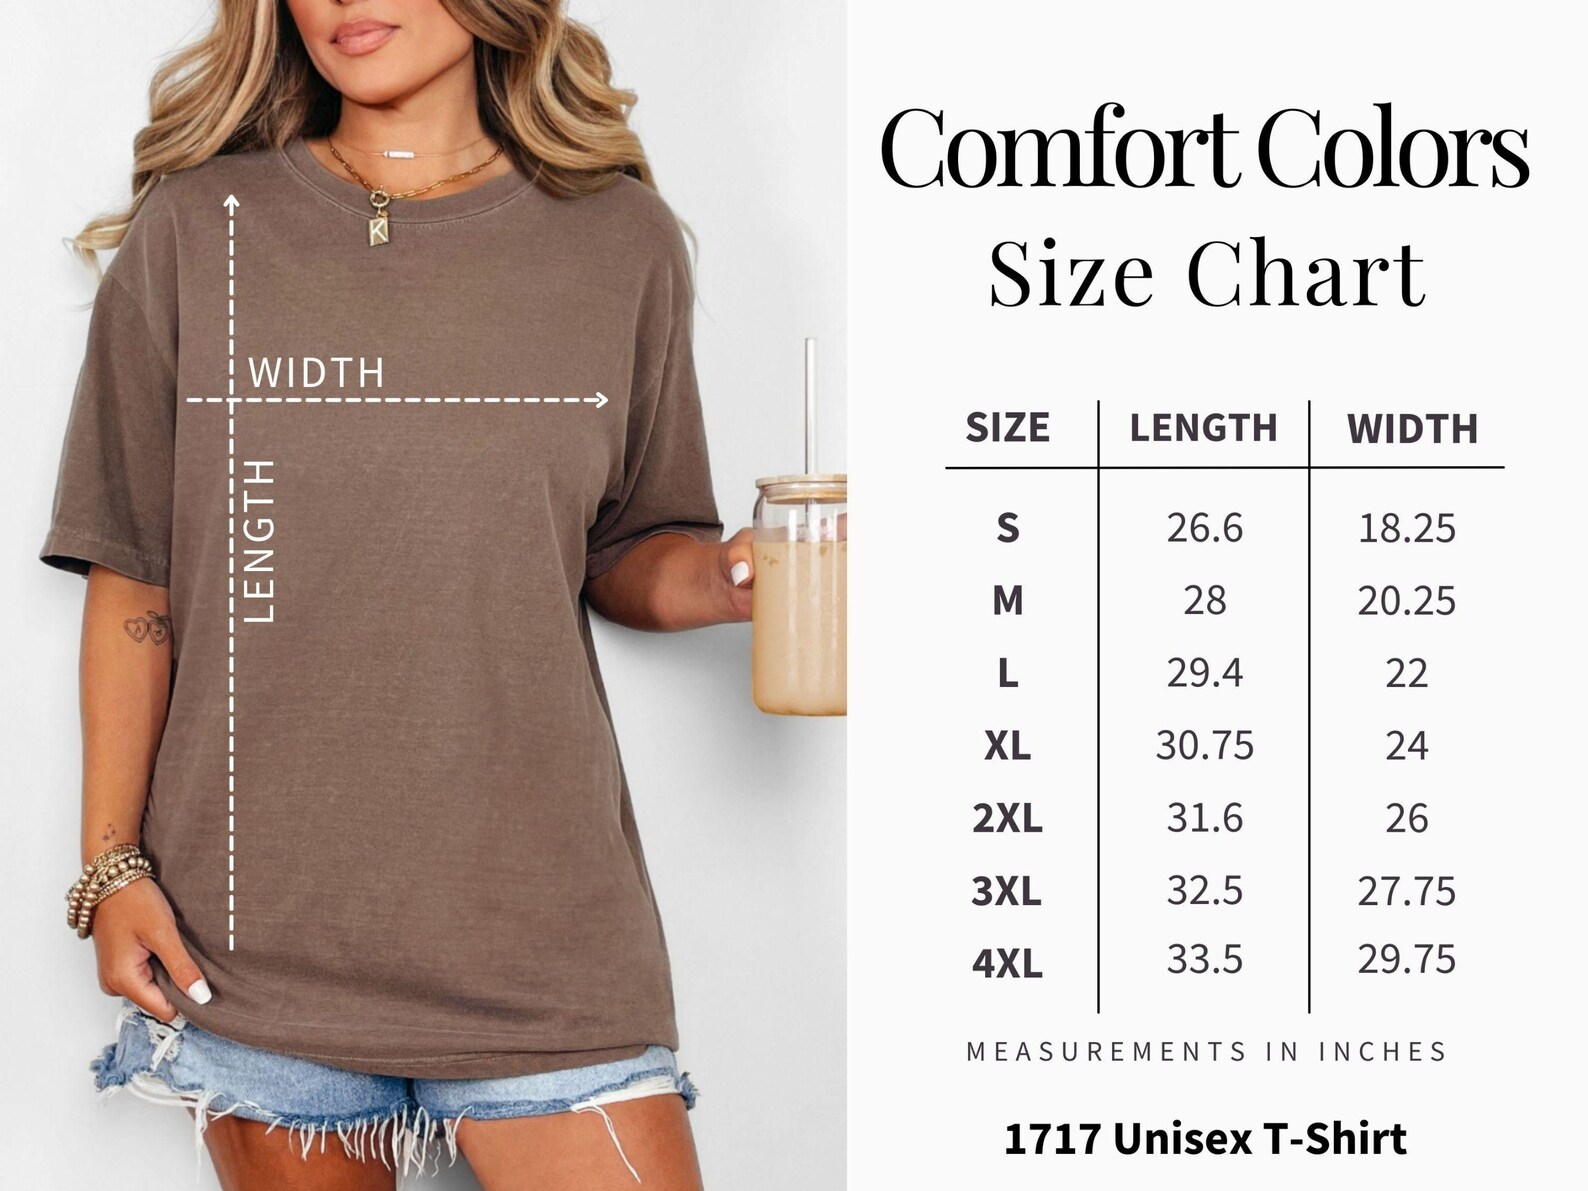 K
WIDTH
LENGTH
Comfort Colors
Size Chart
SIZE LENGTH WIDTH
S 26.6 18.25
M 28 20.25
L 29.4 22
XL 30.75 24
2XL 31.6 26
3XL 32.5 27.75
4XL 33.5 29.75
MEASUREMENTS IN INCHES
1717 Unisex T-Shirt